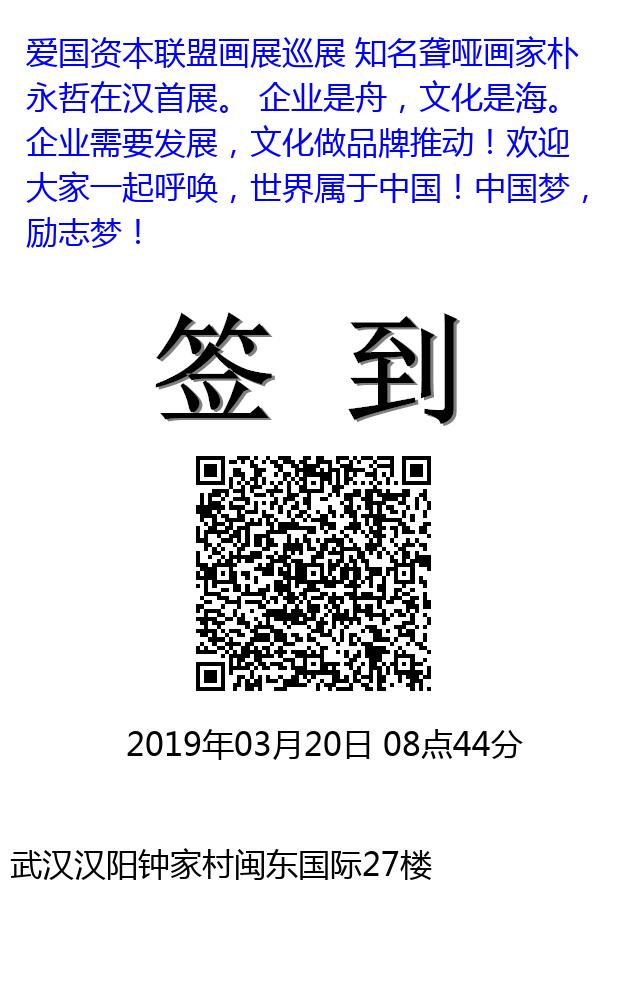 爱国资本联盟画展巡展 知名聋哑画家朴
永哲在汉首展。 企业是舟，文化是海。
企业需要发展，文化做品牌推动！欢迎
大家一起呼唤，世界属于中国！中国梦，
励志梦！
签 到
2019年03月20日 08点44分
武汉汉阳钟家村闽东国际27楼